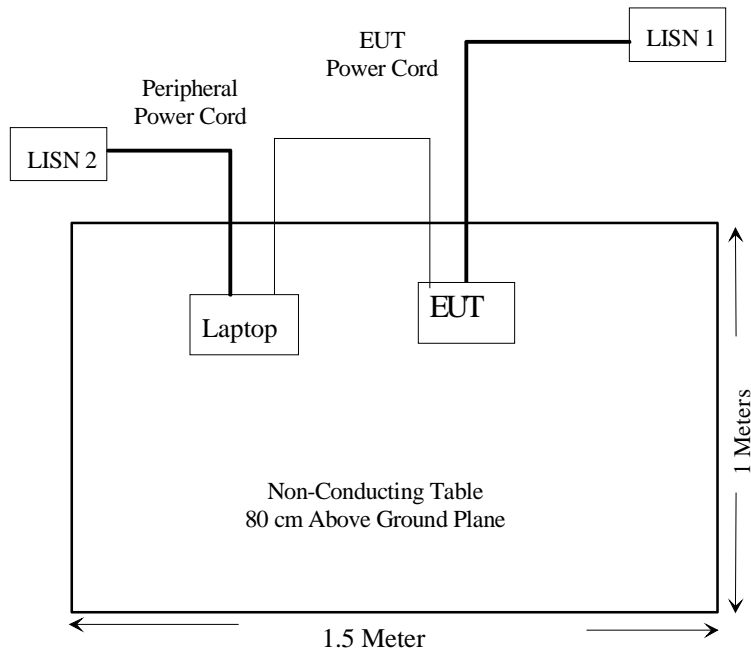 LISN 1
EUT
Power Cord
Peripheral
Power Cord
LISN 2
Laptop
EUT
1 Meters
Non-Conducting Table
80 cm Above Ground Plane
1.5 Meter